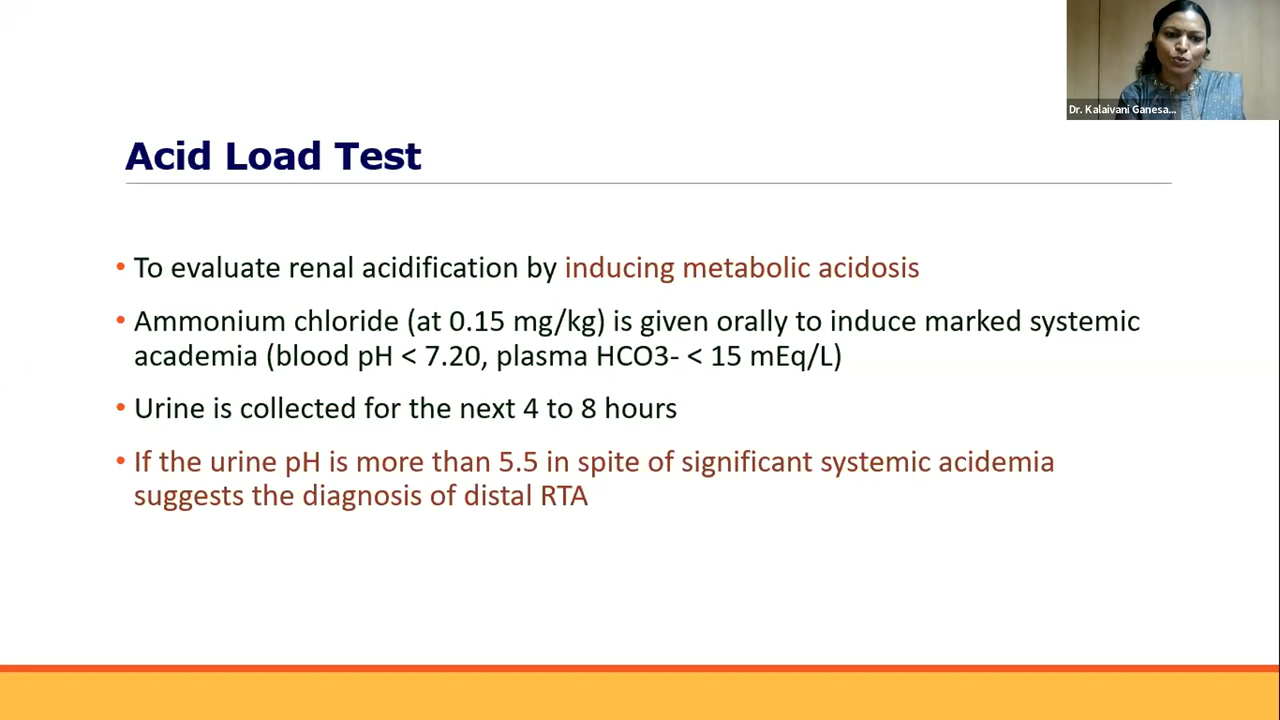 Dr. Kalaivani Ganesa...
Acid Load Test
• To evaluate renal acidification by inducing metabolic acidosis
• Ammonium chloride (at 0.15 mg/kg) is given orally to induce marked systemic
academia (blood pH < 7.20, plasma HCO3- < 15 mEq/L)
• Urine is collected for the next 4 to 8 hours
• If the urine pH is more than 5.5 in spite of significant systemic acidemia
suggests the diagnosis of distal RTA